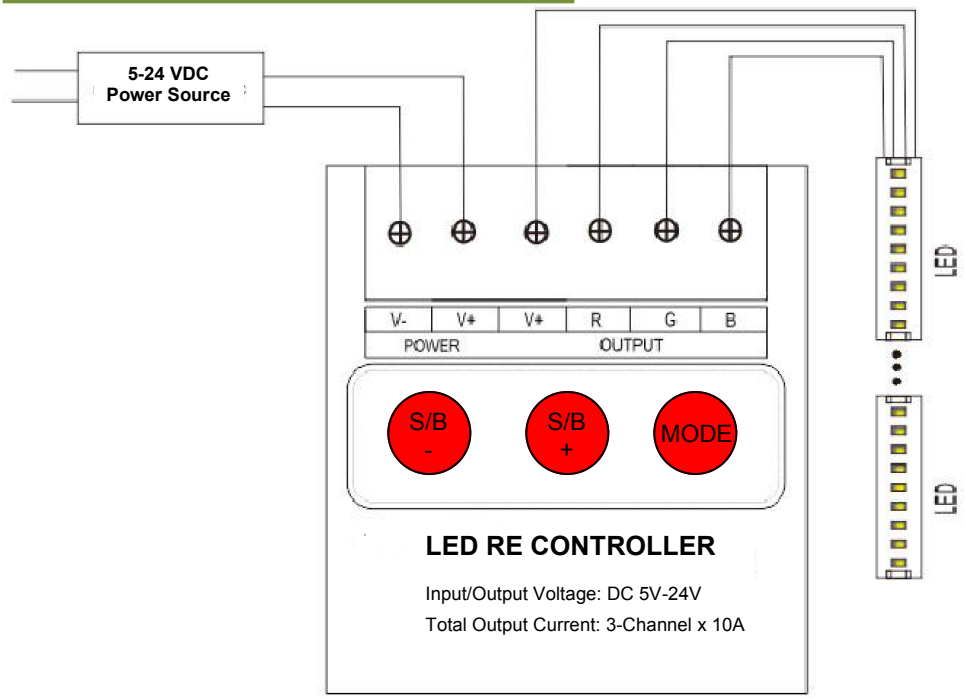 5-24 VDC
Power Source
LED
V- V+ V+ R G B
POWER OUTPUT
S/B
-
S/B
+
MODE
LED
LED RE CONTROLLER
Input/Output Voltage: DC 5V-24V
Total Output Current: 3-Channel x 10A